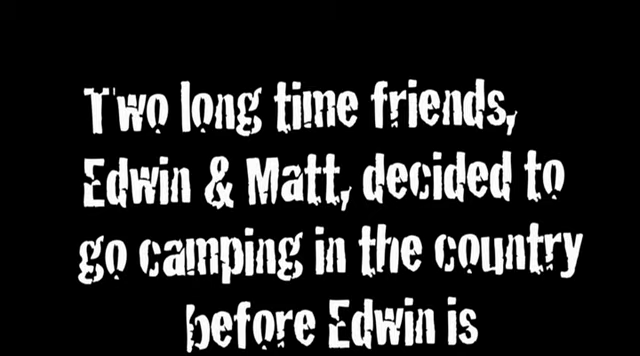 Two long time friends,
Edwin & Matt, decided to
go camping in the country
before Edwin is